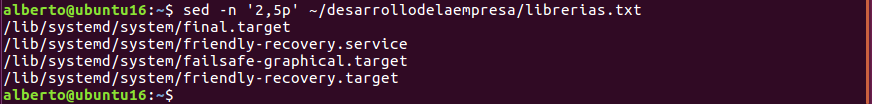 alberto@ubuntu16:~$ sed -n '2,5p' ~/desarrollodelaempresa/librerias.txt
/lib/systemd/system/final.target
/lib/systemd/system/friendly-recovery.service
/lib/systemd/system/failsafe-graphical.target
/lib/systemd/system/friendly-recovery.target
alberto@ubuntu16:~$